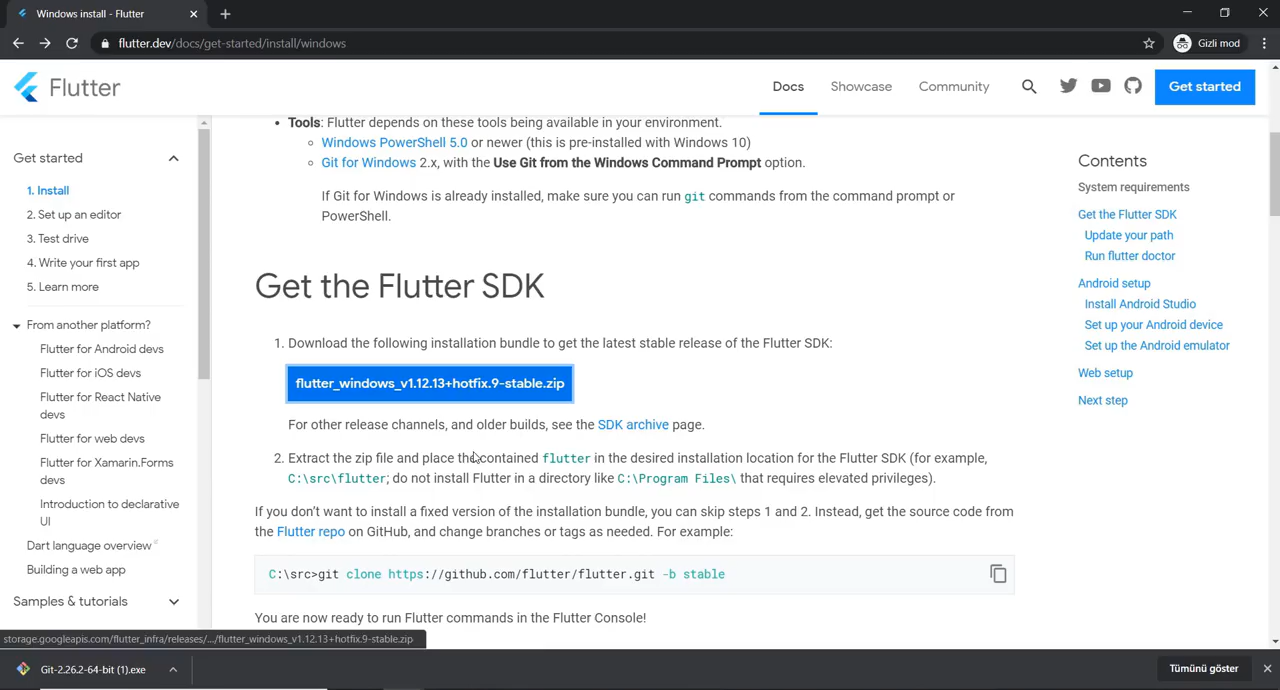 Windows install - Flutter
flutter.dev/docs/get-started/install/windows
Gizli mod
Flutter
Docs
Showcase
Community
Get started
Get started
1. Install
2. Set up an editor
3. Test drive
4. Write your first app
5. Learn more
From another platform?
Flutter for Android devs
Flutter for iOS devs
Flutter for React Native
devs
Flutter for web devs
Flutter for Xamarin.Forms
devs
Introduction to declarative
UI
Dart language overview
Building a web app
Samples & tutorials
• Tools: Flutter depends on these tools being available in your environment.
Windows PowerShell 5.0 or newer (this is pre-installed with Windows 10)
Git for Windows 2.x, with the Use Git from the Windows Command Prompt option.
If Git for Windows is already installed, make sure you can run git commands from the command prompt or
PowerShell.
Get the Flutter SDK
1. Download the following installation bundle to get the latest stable release of the Flutter SDK:
flutter_windows_v1.12.13+hotfix.9-stable.zip
For other release channels, and older builds, see the SDK archive page.
2. Extract the zip file and place the contained flutter in the desired installation location for the Flutter SDK (for example,
C:\src\flutter; do not install Flutter in a directory like C:\Program Files\ that requires elevated privileges).
If you don't want to install a fixed version of the installation bundle, you can skip steps 1 and 2. Instead, get the source code from
the Flutter repo on GitHub, and change branches or tags as needed. For example:
C:\src>git clone https://github.com/flutter/flutter.git -b stable
You are now ready to run Flutter commands in the Flutter Console!
Contents
System requirements
Get the Flutter SDK
Update your path
Run flutter doctor
Android setup
Install Android Studio
Set up your Android device
Set up the Android emulator
Web setup
Next step
storage.googleapis.com/flutter_infra/releases/.../flutter_windows_v1.12.13+hotfix.9-stable.zip
Git-2.26.2-64-bit (1).exe
Tümünü göster